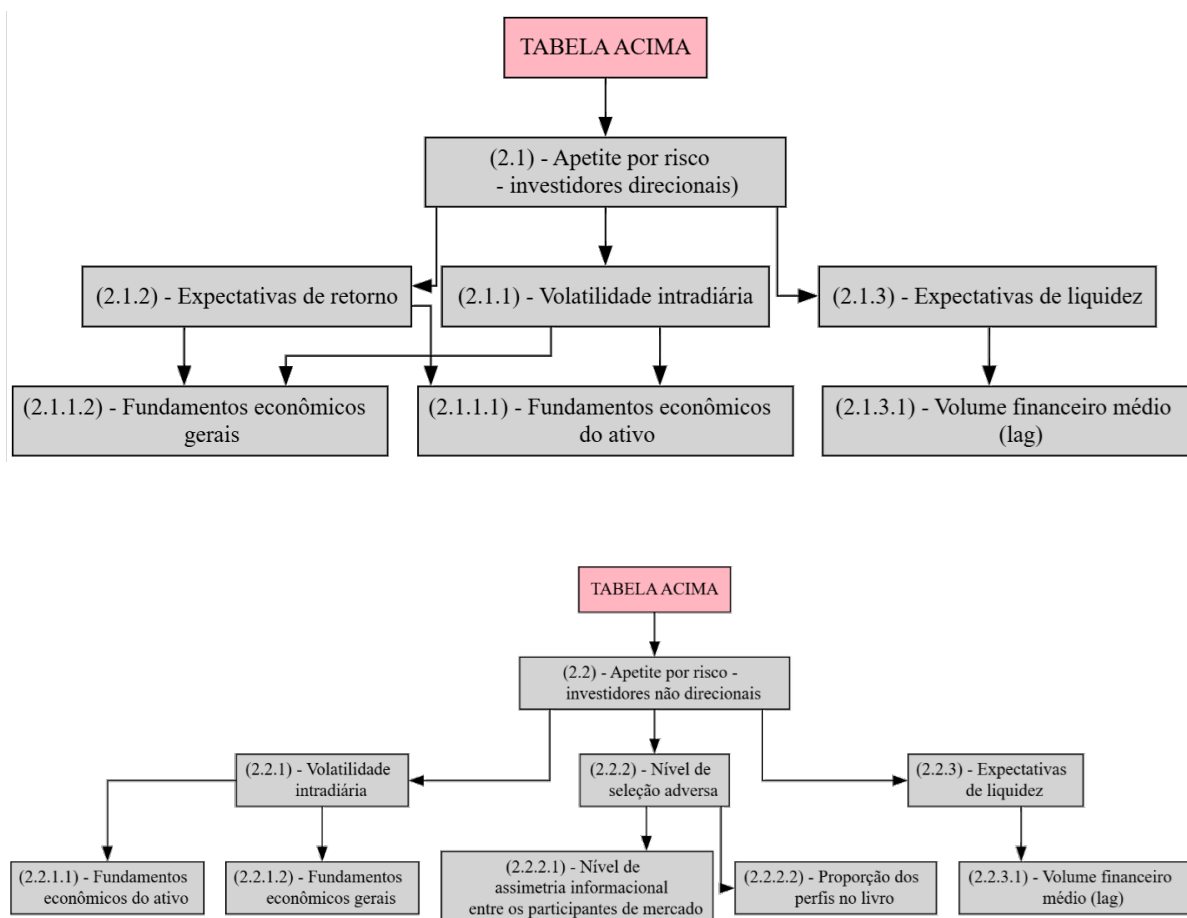 TABELA ACIMA
(2.1) - Apetite por risco
- investidores direcionais)
(2.1.2) - Expectativas de retorno
(2.1.1) - Volatilidade intradiária
(2.1.3) - Expectativas de liquidez
(2.1.1.2) - Fundamentos econômicos
gerais
(2.1.1.1) - Fundamentos econômicos
do ativo
(2.1.3.1) - Volume financeiro médio
(lag)
TABELA ACIMA
(2.2) - Apetite por risco -
investidores não direcionais
(2.2.1) - Volatilidade
intradiária
(2.2.2) - Nível de
seleção adversa
(2.2.3) - Expectativas
de liquidez
(2.2.1.1) - Fundamentos
econômicos do ativo
(2.2.1.2) - Fundamentos
econômicos gerais
(2.2.2.1) - Nível de
assimetria informacional
entre os participantes de mercado
(2.2.2.2) - Proporção dos
perfis no livro
(2.2.3.1) - Volume financeiro
médio (lag)